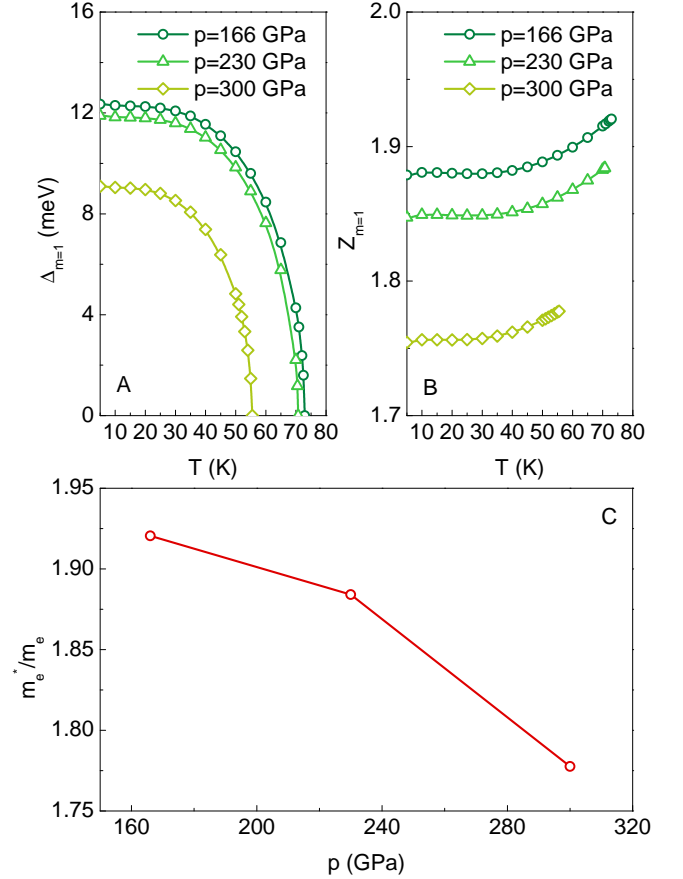 16
12
8
4
0
Δm=1 (meV)
p=166 GPa
p=230 GPa
p=300 GPa
A
10 20 30 40 50 60 70 80
T (K)
2.0
1.9
1.8
1.7
Zm=1
p=166 GPa
p=230 GPa
p=300 GPa
B
10 20 30 40 50 60 70 80
T (K)
1.95
1.90
1.85
1.80
1.75
me*/me
C
160 200 240 280 320
p (GPa)